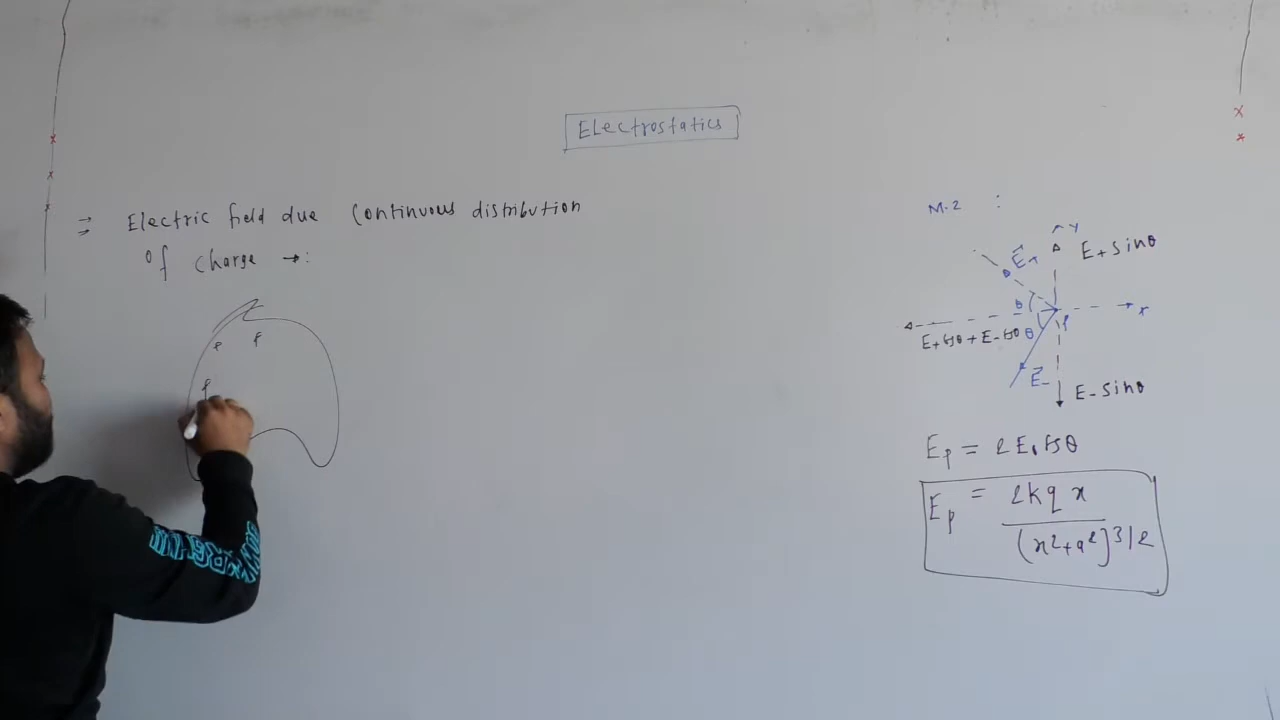 Electrostatics
⇒ Electric field due Continuous distribution
of charge →:
M.2 :
Y
E₊ sinθ
E⃗₊
θ
x
P
E₊ cosθ + E₋ cosθ θ
E⃗₋
E₋ sinθ
Eₚ = 2E₊ cosθ
Eₚ = 2kq x / (x²+a²)^3/2